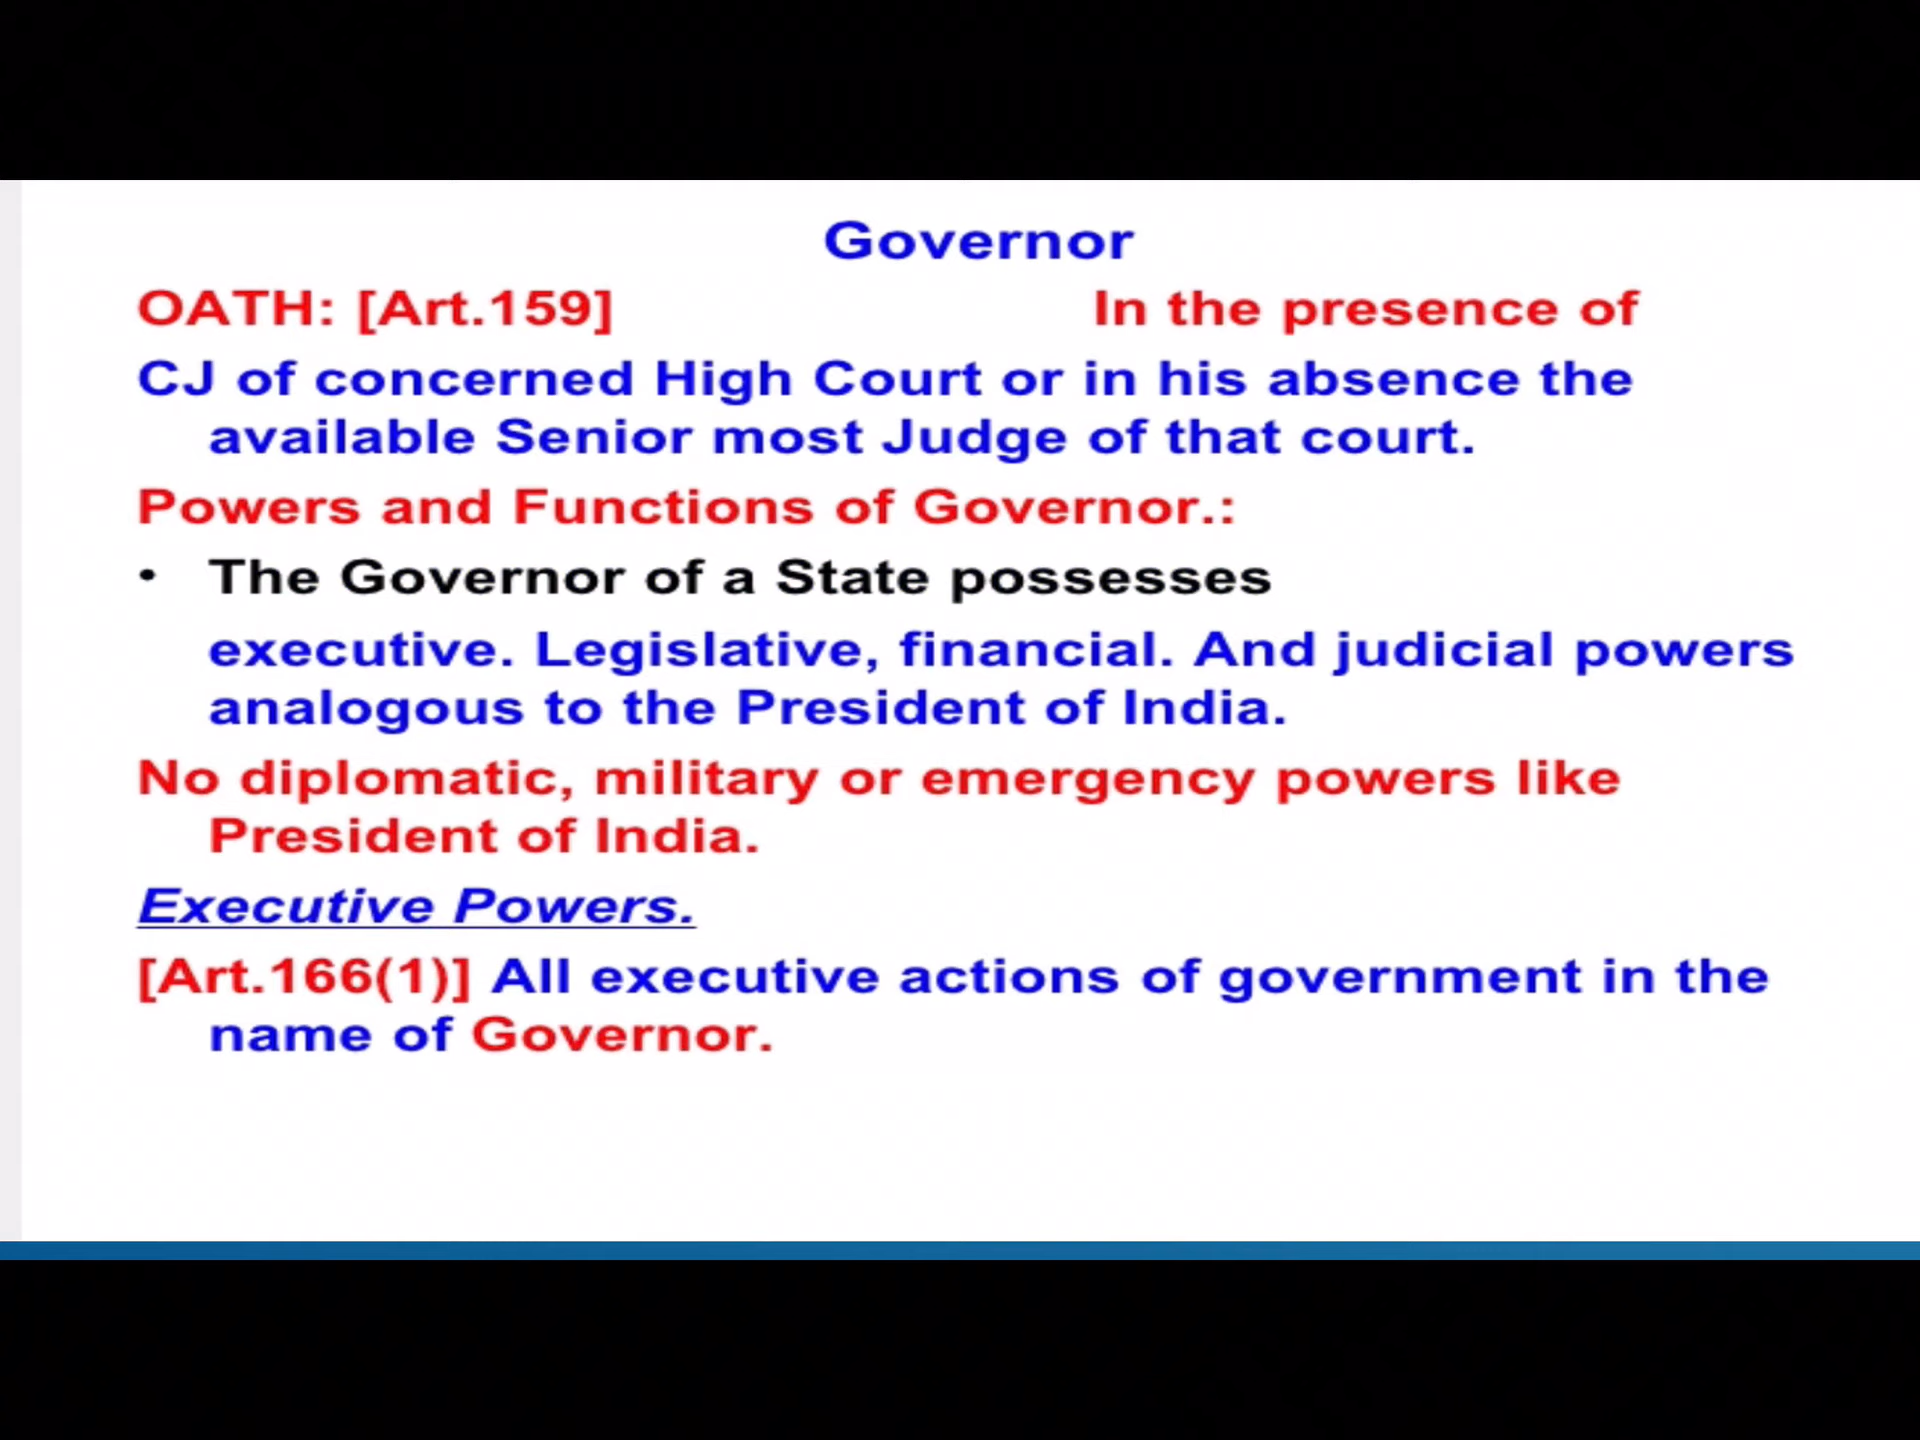 Governor
OATH: [Art.159] In the presence of
CJ of concerned High Court or in his absence the
available Senior most Judge of that court.
Powers and Functions of Governor.:
• The Governor of a State possesses
executive. Legislative, financial. And judicial powers
analogous to the President of India.
No diplomatic, military or emergency powers like
President of India.
Executive Powers.
[Art.166(1)] All executive actions of government in the
name of Governor.